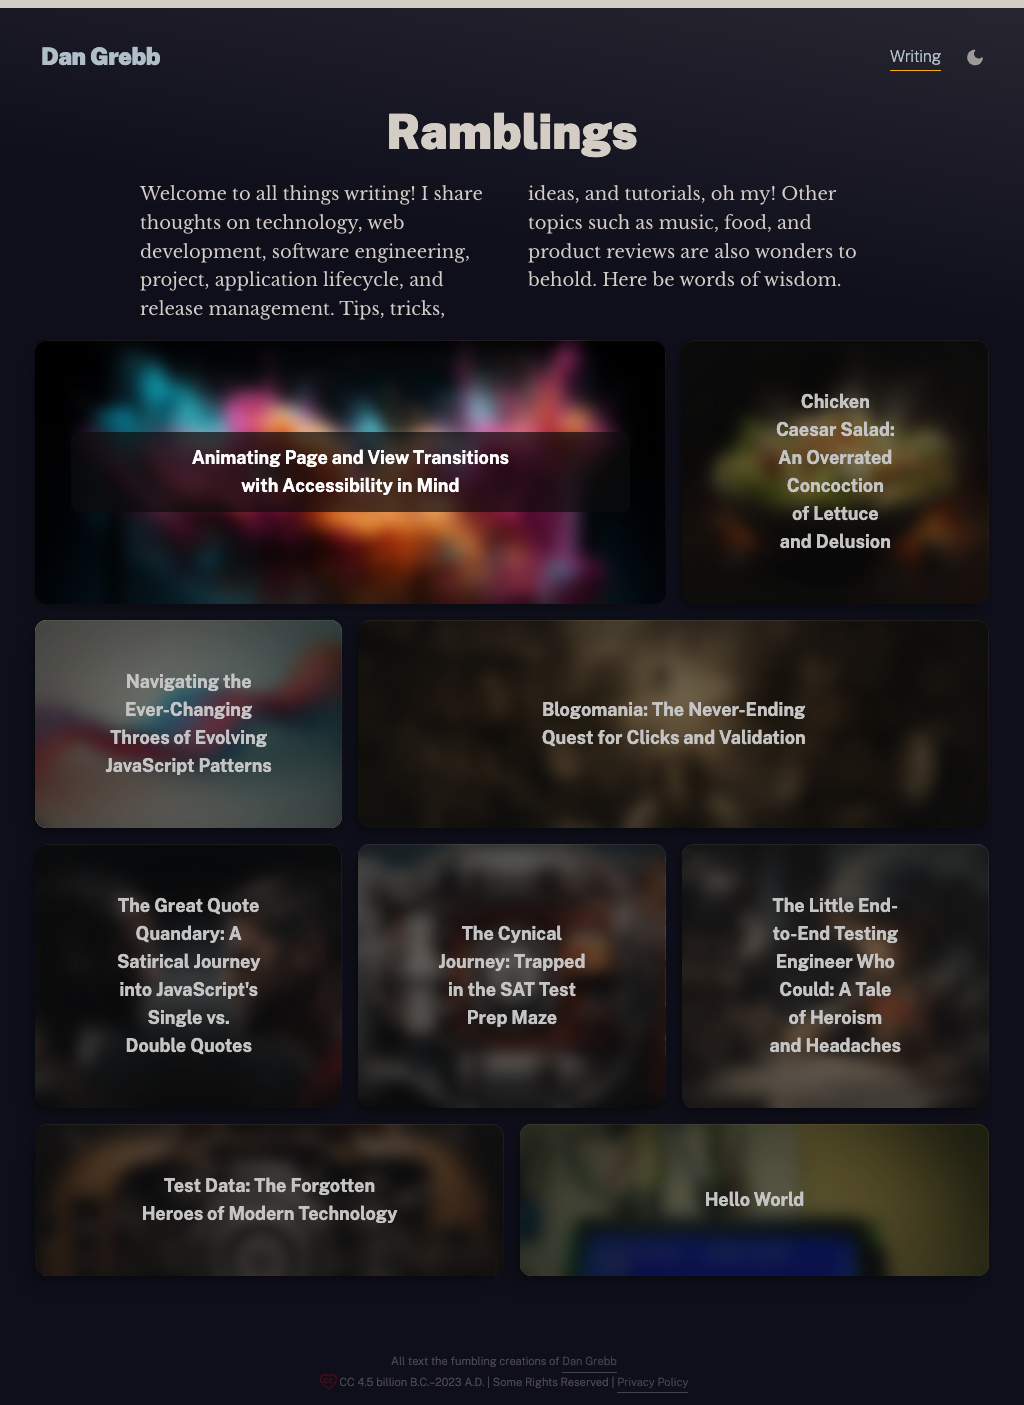 Dan Grebb
Writing
Ramblings
Welcome to all things writing! I share
thoughts on technology, web
development, software engineering,
project, application lifecycle, and
release management. Tips, tricks,
ideas, and tutorials, oh my! Other
topics such as music, food, and
product reviews are also wonders to
behold. Here be words of wisdom.
Animating Page and View Transitions
with Accessibility in Mind
Chicken
Caesar Salad:
An Overrated
Concoction
of Lettuce
and Delusion
Navigating the
Ever-Changing
Throes of Evolving
JavaScript Patterns
Blogomania: The Never-Ending
Quest for Clicks and Validation
The Great Quote
Quandary: A
Satirical Journey
into JavaScript's
Single vs.
Double Quotes
The Cynical
Journey: Trapped
in the SAT Test
Prep Maze
The Little End-
to-End Testing
Engineer Who
Could: A Tale
of Heroism
and Headaches
Test Data: The Forgotten
Heroes of Modern Technology
Hello World
All text the fumbling creations of Dan Grebb
CC 4.5 billion B.C.–2023 A.D. | Some Rights Reserved | Privacy Policy